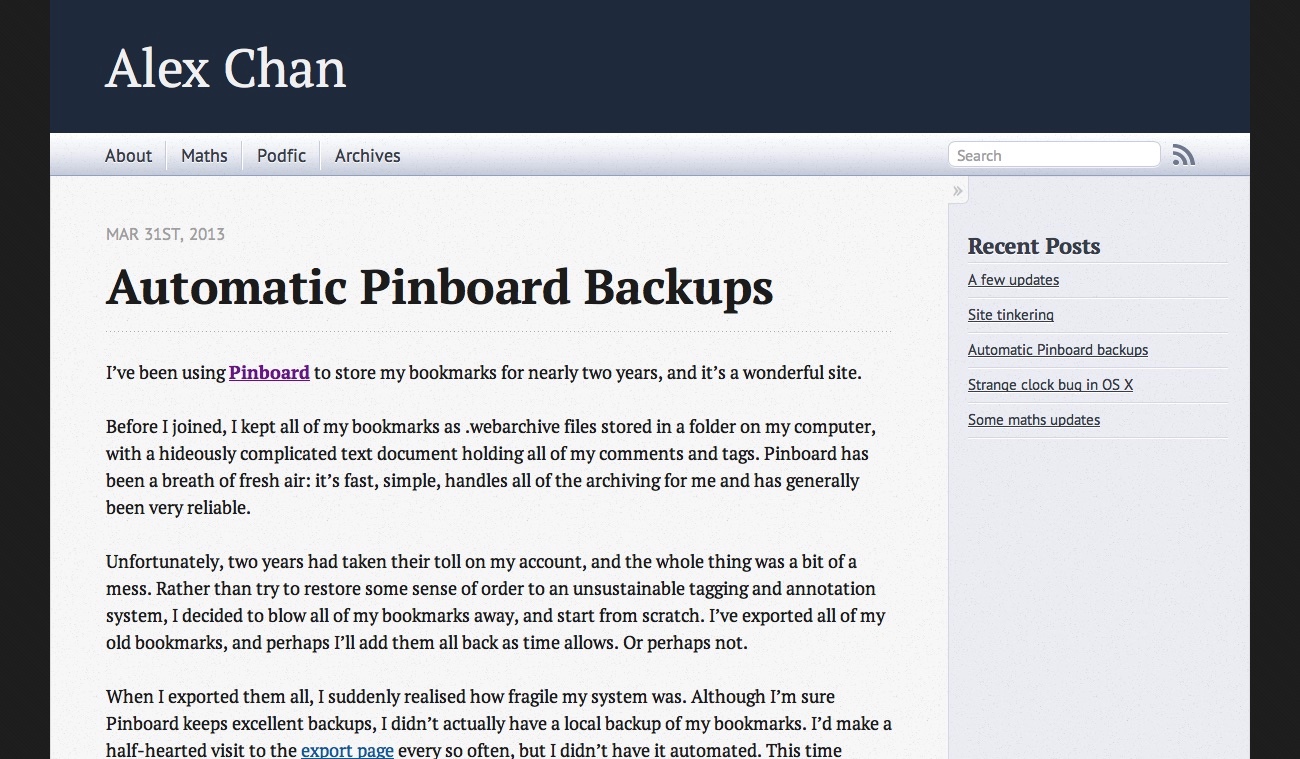 Alex Chan
About
Maths
Podfic
Archives
Search
»
MAR 31ST, 2013
Automatic Pinboard Backups
I’ve been using Pinboard to store my bookmarks for nearly two years, and it’s a wonderful site.
Before I joined, I kept all of my bookmarks as .webarchive files stored in a folder on my computer,
with a hideously complicated text document holding all of my comments and tags. Pinboard has
been a breath of fresh air: it’s fast, simple, handles all of the archiving for me and has generally
been very reliable.
Unfortunately, two years had taken their toll on my account, and the whole thing was a bit of a
mess. Rather than try to restore some sense of order to an unsustainable tagging and annotation
system, I decided to blow all of my bookmarks away, and start from scratch. I’ve exported all of my
old bookmarks, and perhaps I’ll add them all back as time allows. Or perhaps not.
When I exported them all, I suddenly realised how fragile my system was. Although I’m sure
Pinboard keeps excellent backups, I didn’t actually have a local backup of my bookmarks. I’d make a
half-hearted visit to the export page every so often, but I didn’t have it automated. This time
Recent Posts
A few updates
Site tinkering
Automatic Pinboard backups
Strange clock bug in OS X
Some maths updates